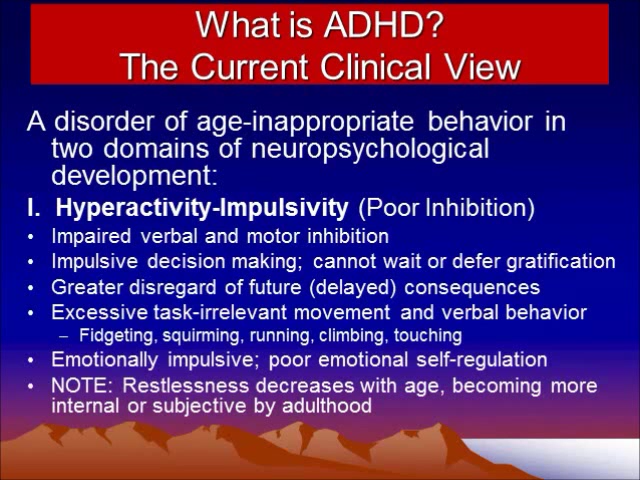 What is ADHD?
The Current Clinical View
A disorder of age-inappropriate behavior in
two domains of neuropsychological
development:
I. Hyperactivity-Impulsivity (Poor Inhibition)
• Impaired verbal and motor inhibition
• Impulsive decision making; cannot wait or defer gratification
• Greater disregard of future (delayed) consequences
• Excessive task-irrelevant movement and verbal behavior
– Fidgeting, squirming, running, climbing, touching
• Emotionally impulsive; poor emotional self-regulation
• NOTE: Restlessness decreases with age, becoming more
internal or subjective by adulthood